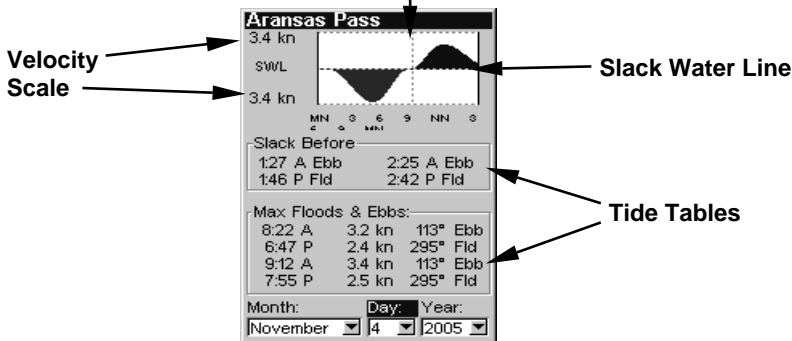 Aransas Pass
3.4 kn
SWL
3.4 kn
MN 3 6 9 NN 3
6 9 MN
Velocity
Scale
Slack Water Line
Slack Before
1:27 A Ebb 2:25 A Ebb
1:46 P Fld 2:42 P Fld
Tide Tables
Max Floods & Ebbs:
8:22 A 3.2 kn 113° Ebb
6:47 P 2.4 kn 295° Fld
9:12 A 3.4 kn 113° Ebb
7:55 P 2.5 kn 295° Fld
Month: Day: Year:
November 4 2005